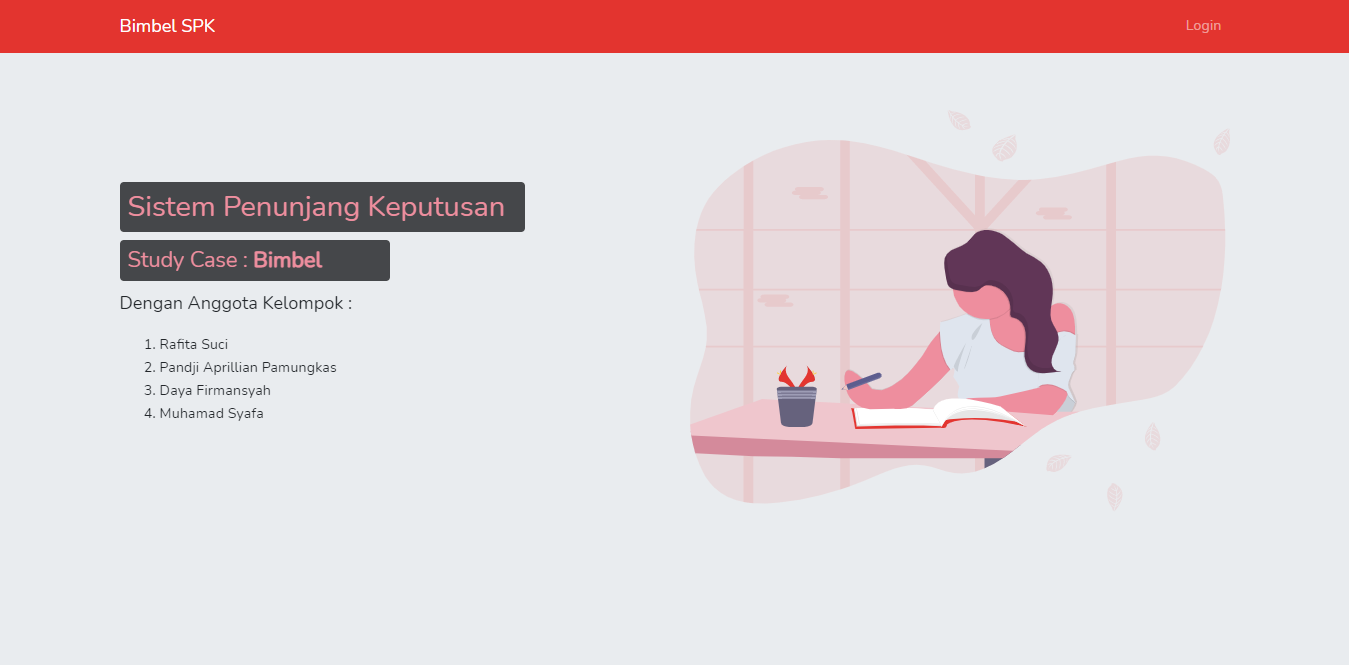 Bimbel SPK
Login
Sistem Penunjang Keputusan
Study Case : Bimbel
Dengan Anggota Kelompok :
1. Rafita Suci
2. Pandji Aprillian Pamungkas
3. Daya Firmansyah
4. Muhamad Syafa